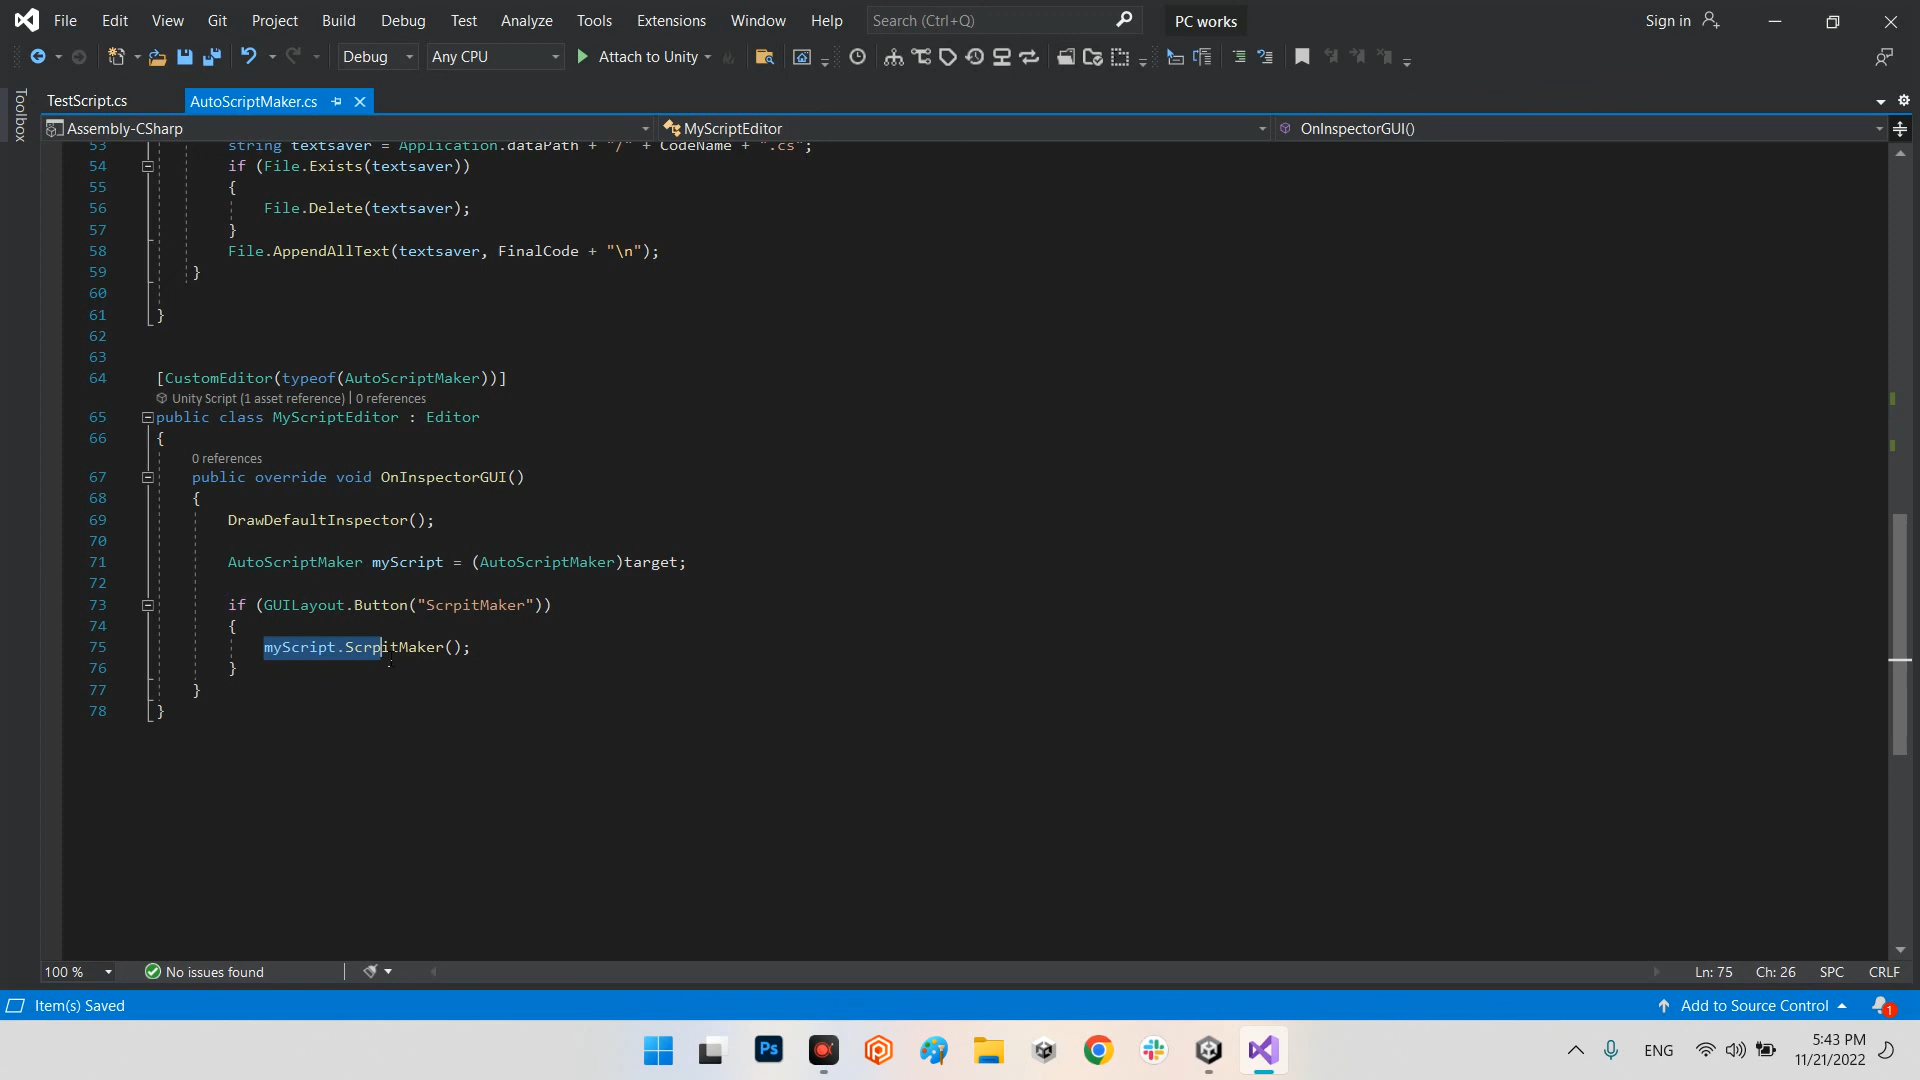 File Edit View Git Project Build Debug Test Analyze Tools Extensions Window Help Search (Ctrl+Q) PC works Sign in
Debug Any CPU Attach to Unity
Toolbox
TestScript.cs AutoScriptMaker.cs
Assembly-CSharp MyScriptEditor OnInspectorGUI()
53 string textsaver = Application.dataPath + "/" + CodeName + ".cs";
54 if (File.Exists(textsaver))
55 {
56 File.Delete(textsaver);
57 }
58 File.AppendAllText(textsaver, FinalCode + "\n");
59 }
60
61 }
62
63
64 [CustomEditor(typeof(AutoScriptMaker))]
Unity Script (1 asset reference) | 0 references
65 public class MyScriptEditor : Editor
66 {
0 references
67 public override void OnInspectorGUI()
68 {
69 DrawDefaultInspector();
70
71 AutoScriptMaker myScript = (AutoScriptMaker)target;
72
73 if (GUILayout.Button("ScrpitMaker"))
74 {
75 myScript.ScrpitMaker();
76 }
77 }
78 }
100 % No issues found Ln: 75 Ch: 26 SPC CRLF
Item(s) Saved Add to Source Control 1
Ps ENG 5:43 PM
11/21/2022